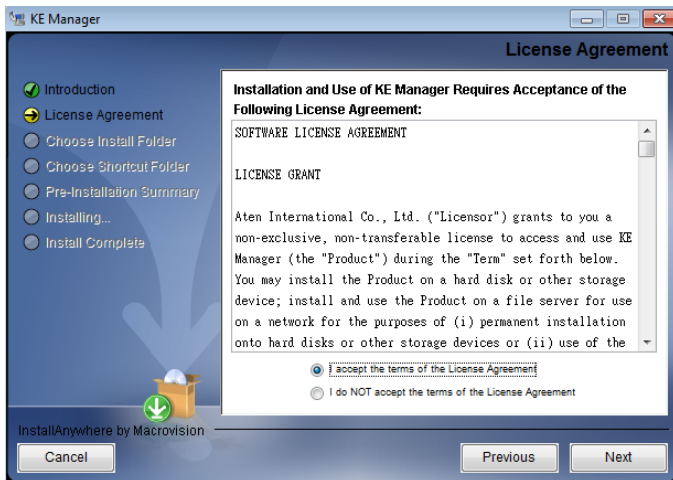 KE Manager
License Agreement
Introduction
License Agreement
Choose Install Folder
Choose Shortcut Folder
Pre-Installation Summary
Installing...
Install Complete
Installation and Use of KE Manager Requires Acceptance of the
Following License Agreement:
SOFTWARE LICENSE AGREEMENT
LICENSE GRANT
Aten International Co., Ltd. ("Licensor") grants to you a
non-exclusive, non-transferable license to access and use KE
Manager (the "Product") during the "Term" set forth below.
You may install the Product on a hard disk or other storage
device; install and use the Product on a file server for use
on a network for the purposes of (i) permanent installation
onto hard disks or other storage devices or (ii) use of the
I accept the terms of the License Agreement
I do NOT accept the terms of the License Agreement
InstallAnywhere by Macrovision
Cancel
Previous
Next